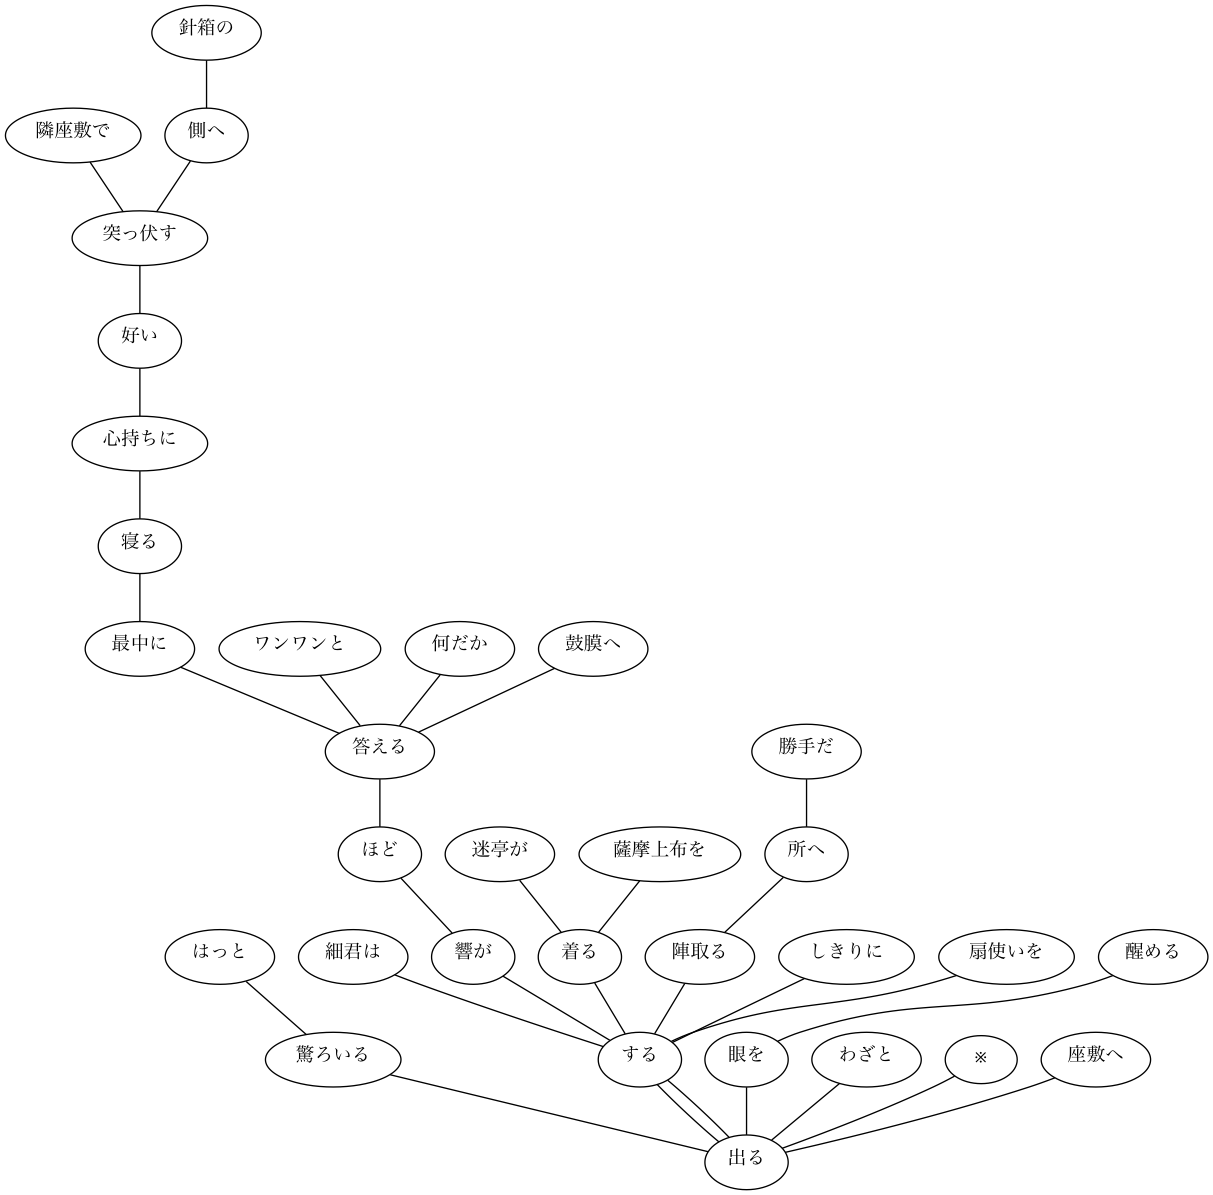 針箱の
隣座敷で
側へ
突っ伏す
好い
心持ちに
寝る
最中に
ワンワンと
何だか
鼓膜へ
答える
勝手だ
ほど
迷亭が
薩摩上布を
所へ
はっと
細君は
響が
着る
陣取る
しきりに
扇使いを
醒める
驚ろいる
する
眼を
わざと
※
座敷へ
出る